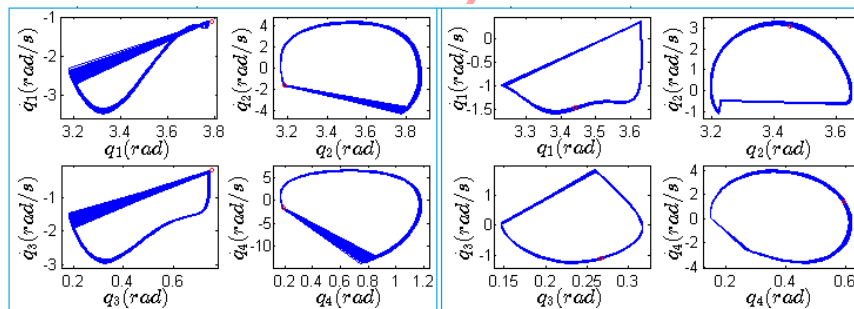 -1
-2
-3
q̇₁(rad/s)
3.2 3.4 3.6 3.8
q₁(rad)
4
2
0
-2
-4
q̇₂(rad/s)
3.2 3.4 3.6 3.8
q₂(rad)
0
-0.5
-1
-1.5
q̇₁(rad/s)
3.3 3.4 3.5 3.6
q₁(rad)
3
2
1
0
-1
q̇₂(rad/s)
3.2 3.4 3.6
q₂(rad)
0
-1
-2
-3
q̇₃(rad/s)
0.2 0.4 0.6
q₃(rad)
5
0
-5
-10
q̇₄(rad/s)
0.2 0.4 0.6 0.8 1 1.2
q₄(rad)
1
0
-1
q̇₃(rad/s)
0.15 0.2 0.25 0.3
q₃(rad)
4
2
0
-2
-4
q̇₄(rad/s)
0.2 0.4 0.6
q₄(rad)